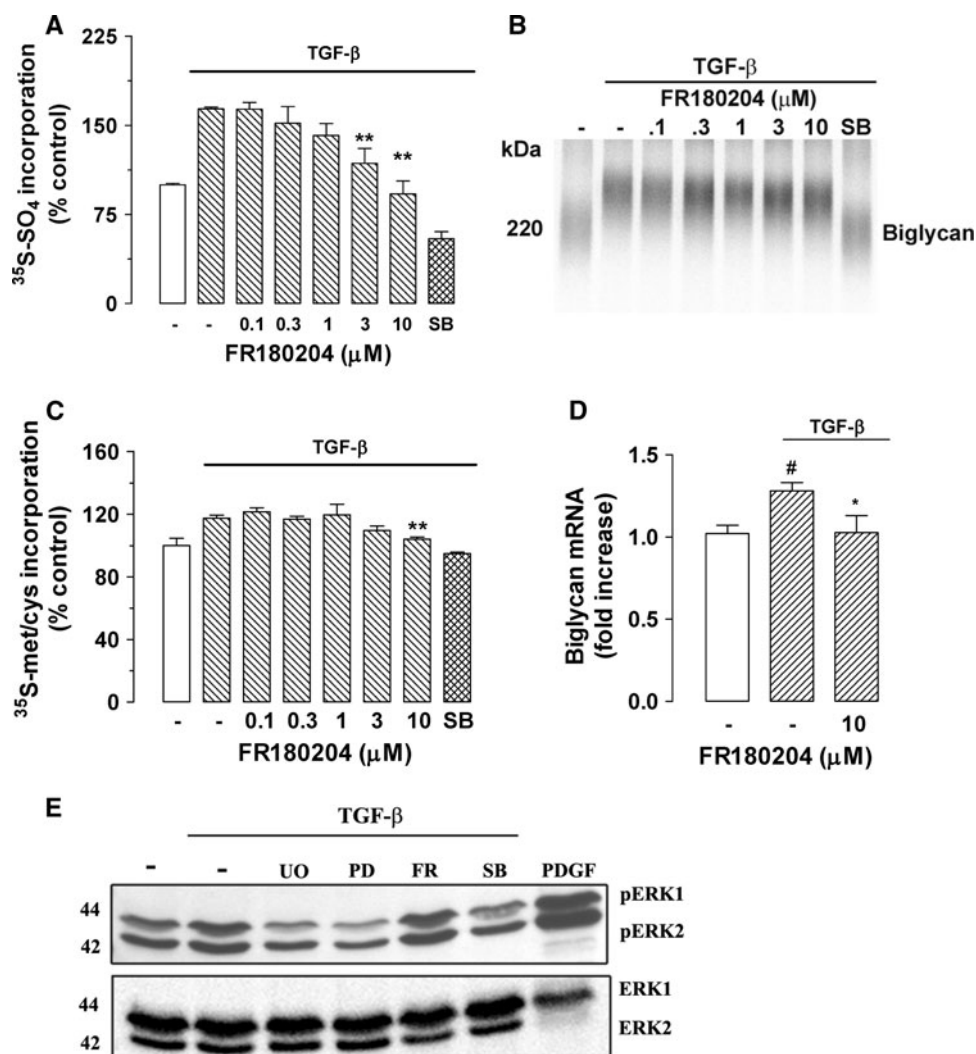 A
225
150
75
0
³⁵S-SO₄ incorporation
(% control)
TGF-β
** **
- - 0.1 0.3 1 3 10 SB
FR180204 (μM)
B
TGF-β
FR180204 (μM)
- - .1 .3 1 3 10 SB
kDa
220
Biglycan
C
160
120
80
40
0
³⁵S-met/cys incorporation
(% control)
TGF-β
**
- - 0.1 0.3 1 3 10 SB
FR180204 (μM)
D
1.5
1.0
0.5
0.0
Biglycan mRNA
(fold increase)
TGF-β
# *
- - 10
FR180204 (μM)
E
TGF-β
- - UO PD FR SB PDGF
44 pERK1
42 pERK2
44 ERK1
42 ERK2